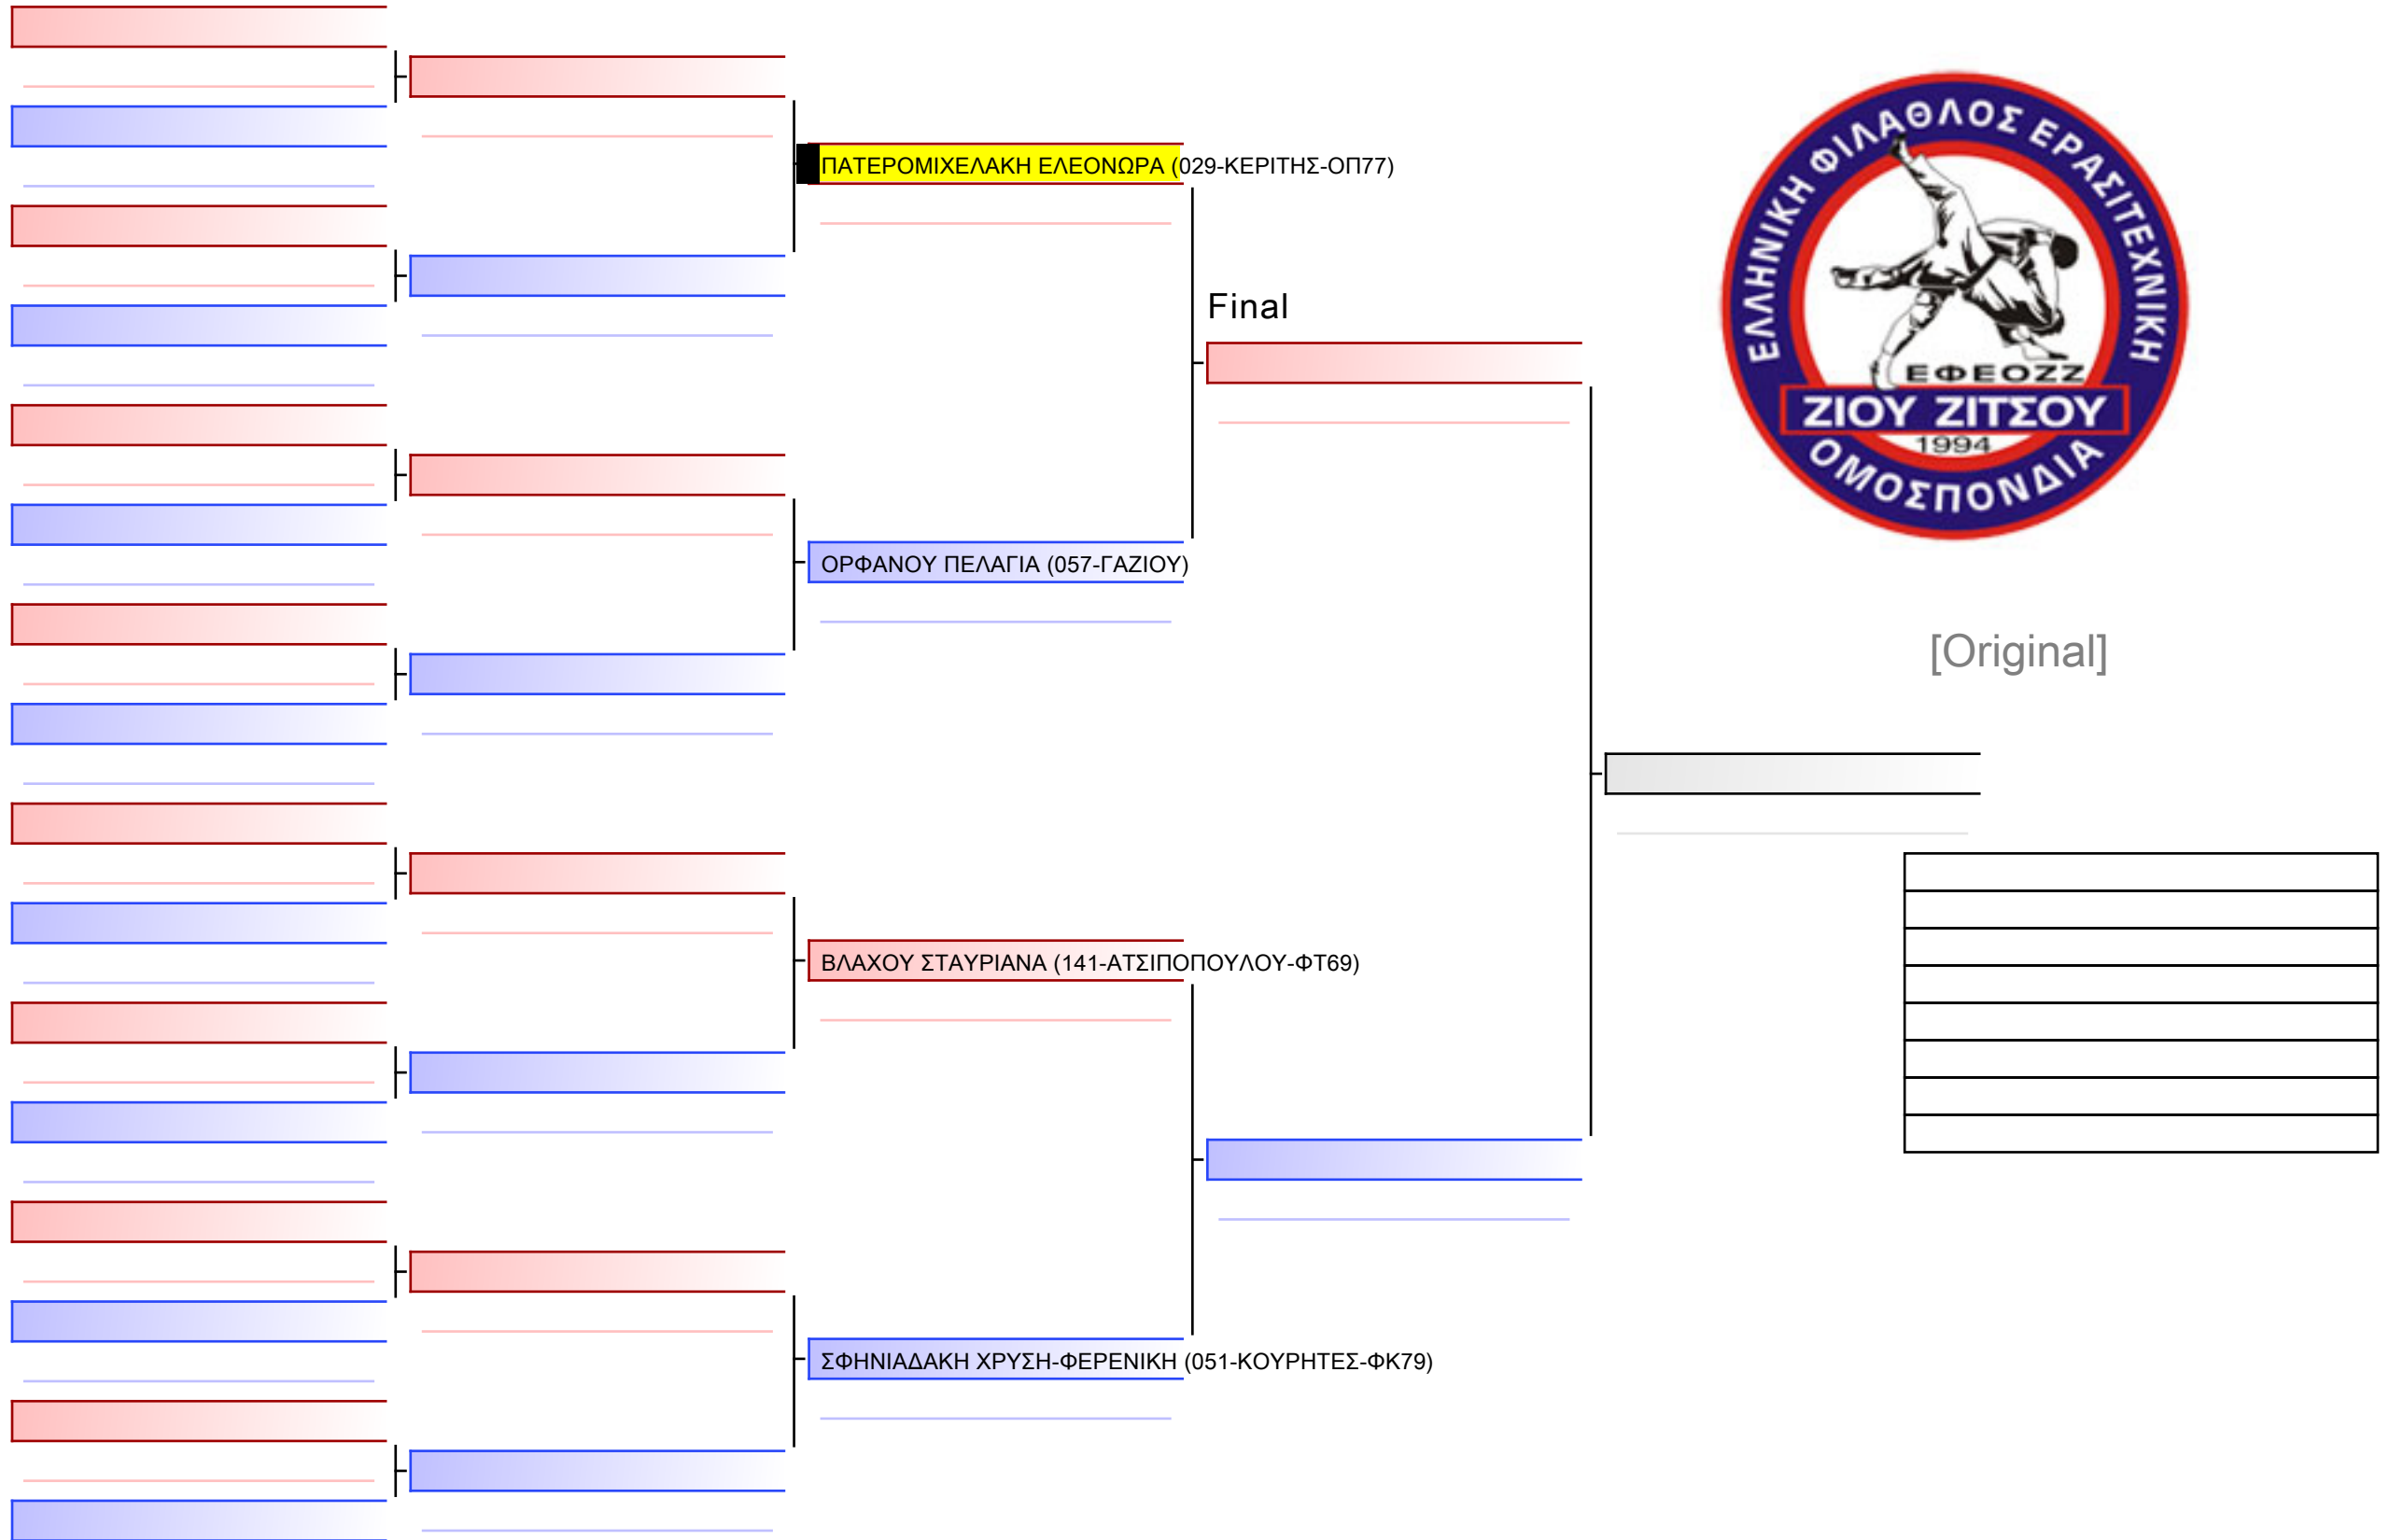 ΠΑΤΕΡΟΜΙΧΕΛΑΚΗ ΕΛΕΟΝΩΡΑ (029-ΚΕΡΙΤΗΣ-ΟΠ77)
ΕΛΛΗΝΙΚΗ ΦΙΛΑΘΛΟΣ ΕΡΑΣΙΤΕΧΝΙΚΗ
Final
ΕΦΕΟΖΖ
ΖΙΟΥ ΖΙΤΣΟΥ
1994
ΟΜΟΣΠΟΝΔΙΑ
ΟΡΦΑΝΟΥ ΠΕΛΑΓΙΑ (057-ΓΑΖΙΟΥ)
[Original]
ΒΛΑΧΟΥ ΣΤΑΥΡΙΑΝΑ (141-ΑΤΣΙΠΟΠΟΥΛΟΥ-ΦΤ69)
ΣΦΗΝΙΑΔΑΚΗ ΧΡΥΣΗ-ΦΕΡΕΝΙΚΗ (051-ΚΟΥΡΗΤΕΣ-ΦΚ79)